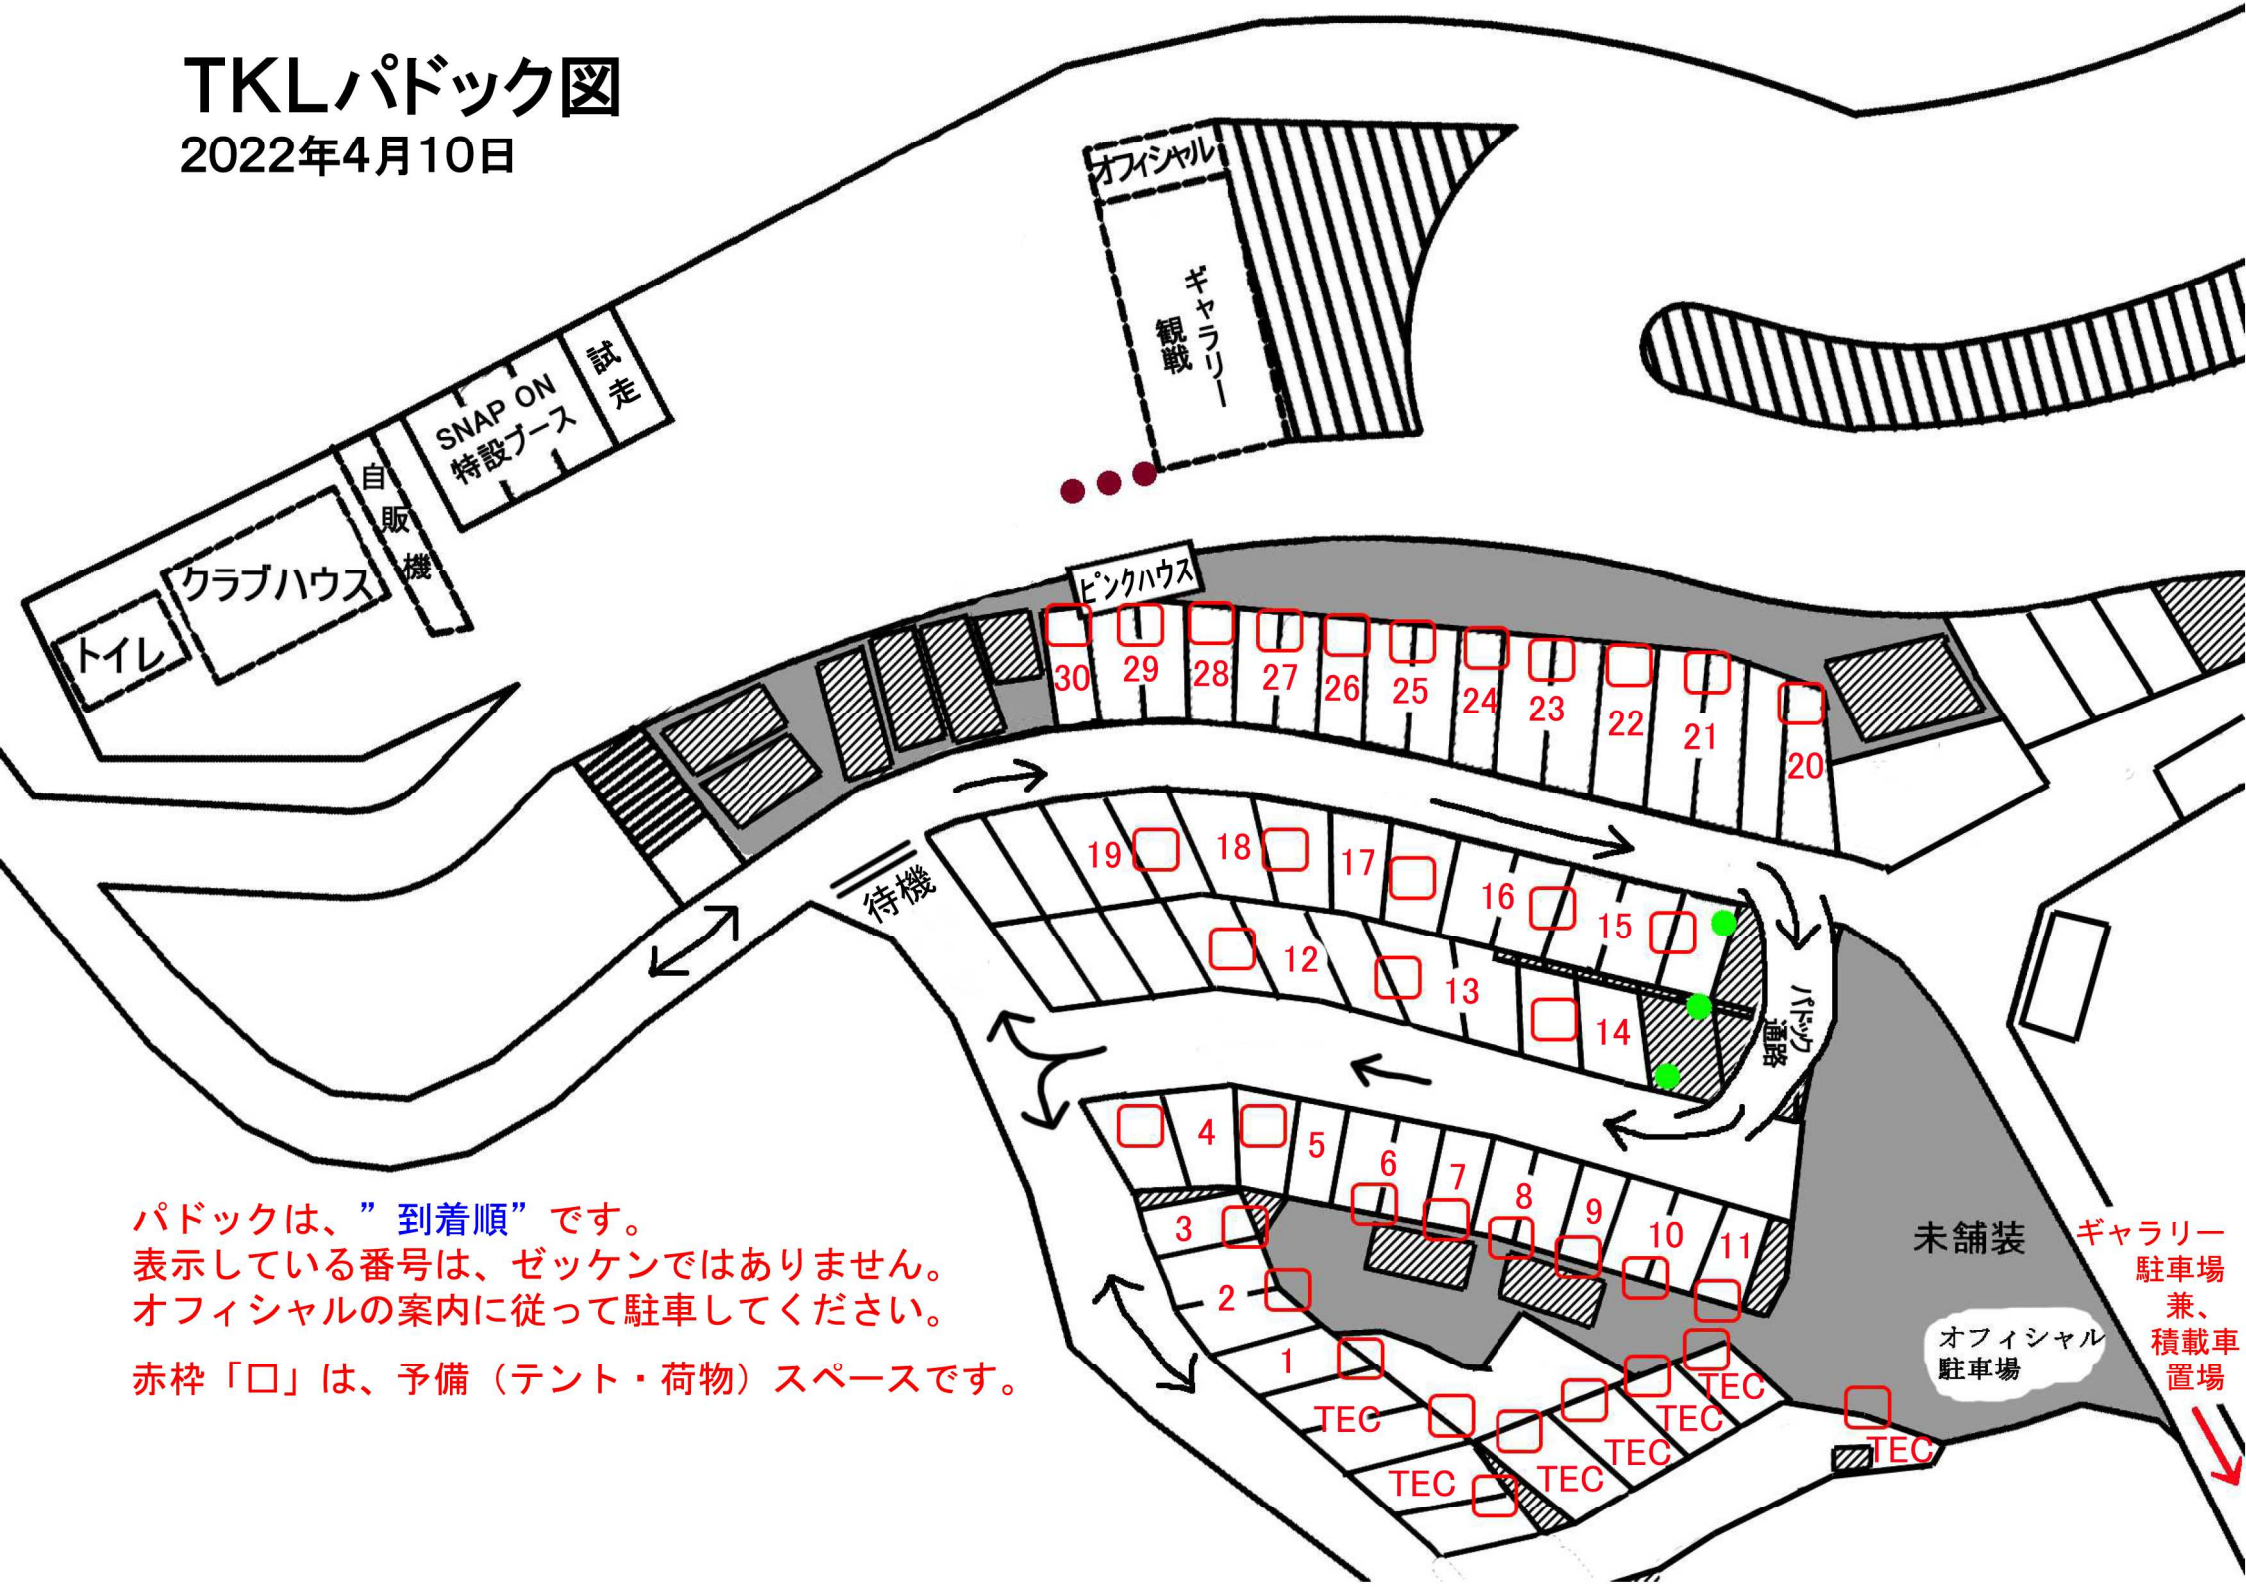 TKLパドック図
2022年4月10日
オフィシャル
ギャラリー
観戦
試走
SNAP ON
特設ブース
自販機
クラブハウス
トイレ
ピンクハウス
30
29
28
27
26
25
24
23
22
21
20
待機
19
18
17
16
15
12
13
14
パドック
通路
4
5
6
7
8
9
10
11
3
2
1
TEC
TEC
TEC
TEC
TEC
TEC
TEC
未舗装
オフィシャル
駐車場
ギャラリー
駐車場
兼、
積載車
置場
パドックは、”到着順”です。
表示している番号は、ゼッケンではありません。
オフィシャルの案内に従って駐車してください。
赤枠「□」は、予備（テント・荷物）スペースです。